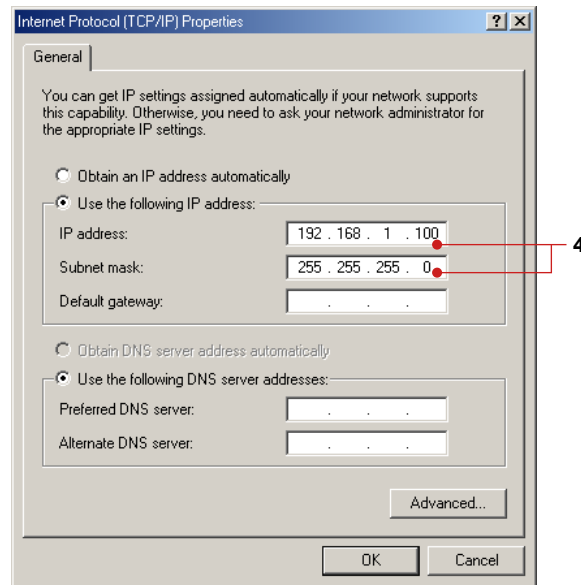 Internet Protocol (TCP/IP) Properties
General
You can get IP settings assigned automatically if your network supports
this capability. Otherwise, you need to ask your network administrator for
the appropriate IP settings.
Obtain an IP address automatically
Use the following IP address:
IP address: 192 . 168 . 1 . 100
4
Subnet mask: 255 . 255 . 255 . 0
Default gateway: . . .
Obtain DNS server address automatically
Use the following DNS server addresses:
Preferred DNS server: . . .
Alternate DNS server: . . .
Advanced...
OK Cancel